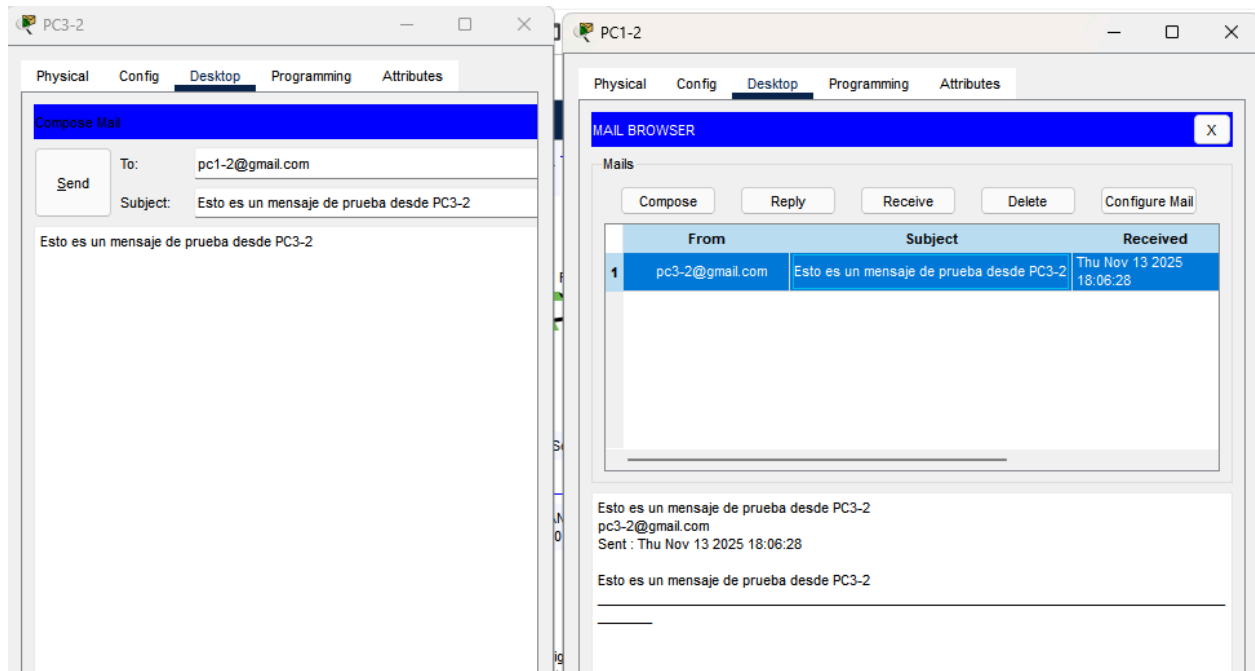 PC3-2
Physical Config Desktop Programming Attributes
Compose Mail
Send
To: pc1-2@gmail.com
Subject: Esto es un mensaje de prueba desde PC3-2
Esto es un mensaje de prueba desde PC3-2
PC1-2
Physical Config Desktop Programming Attributes
MAIL BROWSER X
Mails
Compose Reply Receive Delete Configure Mail
From Subject Received
1 pc3-2@gmail.com Esto es un mensaje de prueba desde PC3-2 Thu Nov 13 2025
18:06:28
Esto es un mensaje de prueba desde PC3-2
pc3-2@gmail.com
Sent : Thu Nov 13 2025 18:06:28
Esto es un mensaje de prueba desde PC3-2